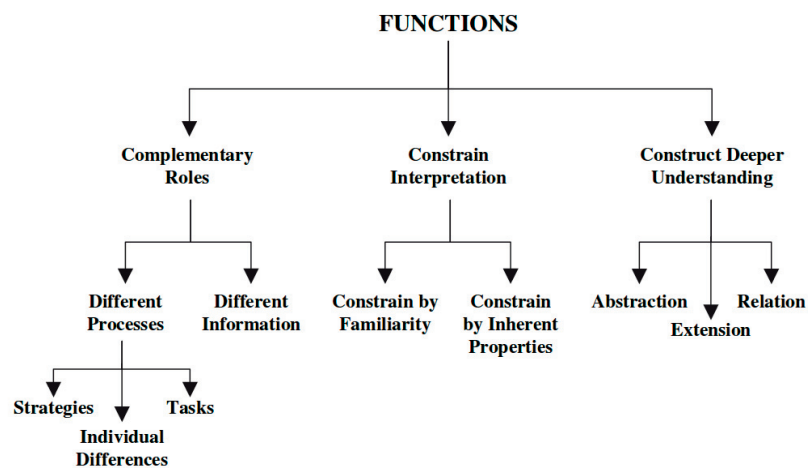 FUNCTIONS
Complementary
Roles
Constrain
Interpretation
Construct Deeper
Understanding
Different
Processes
Different
Information
Constrain by
Familiarity
Constrain
by Inherent
Properties
Abstraction
Extension
Relation
Strategies
Individual
Differences
Tasks